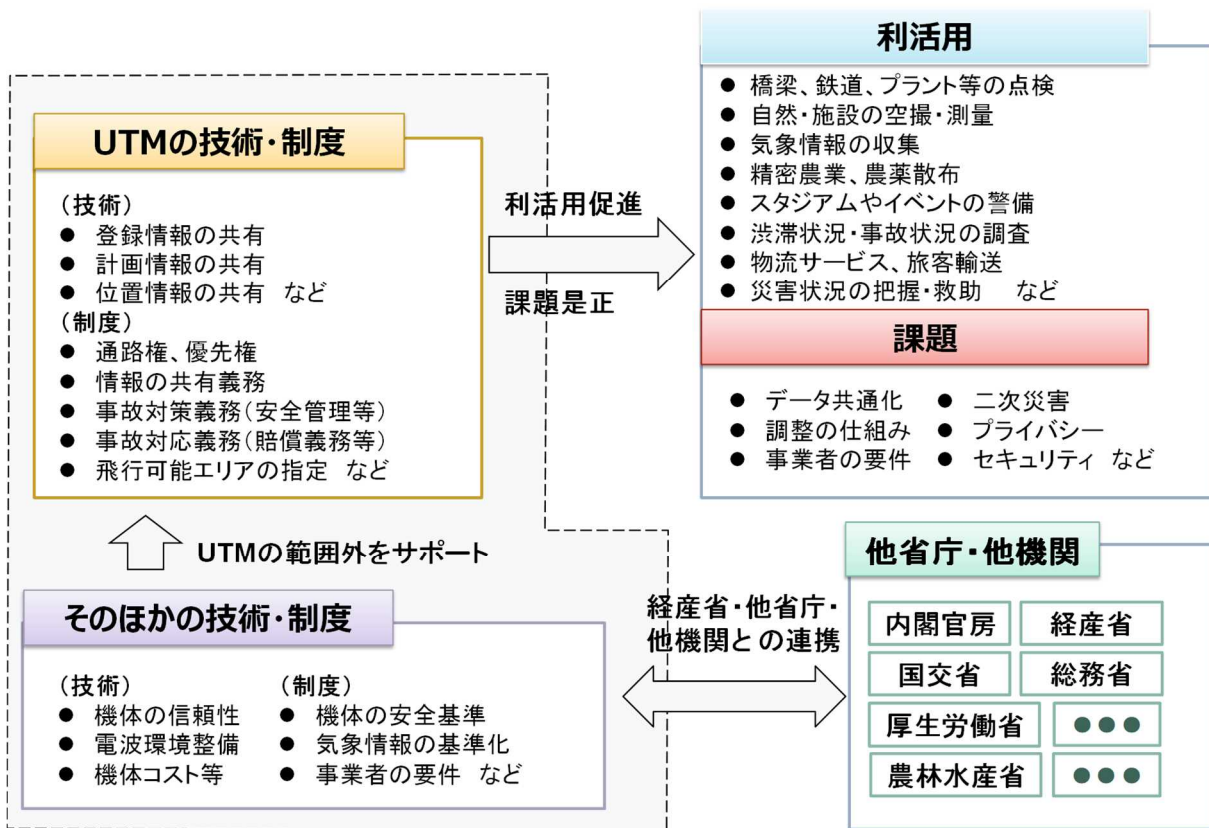 UTMの技術・制度
（技術）
● 登録情報の共有
● 計画情報の共有
● 位置情報の共有 など
（制度）
● 通路権、優先権
● 情報の共有義務
● 事故対策義務（安全管理等）
● 事故対応義務（賠償義務等）
● 飛行可能エリアの指定 など
利活用促進
課題是正
利活用
● 橋梁、鉄道、プラント等の点検
● 自然・施設の空撮・測量
● 気象情報の収集
● 精密農業、農薬散布
● スタジアムやイベントの警備
● 渋滞状況・事故状況の調査
● 物流サービス、旅客輸送
● 災害状況の把握・救助 など
課題
● データ共通化
● 調整の仕組み
● 事業者の要件
● 二次災害
● プライバシー
● セキュリティ など
UTMの範囲外をサポート
そのほかの技術・制度
（技術）
● 機体の信頼性
● 電波環境整備
● 機体コスト等
（制度）
● 機体の安全基準
● 気象情報の基準化
● 事業者の要件 など
経産省・他省庁・
他機関との連携
他省庁・他機関
内閣官房
経産省
国交省
総務省
厚生労働省
●●●
農林水産省
●●●